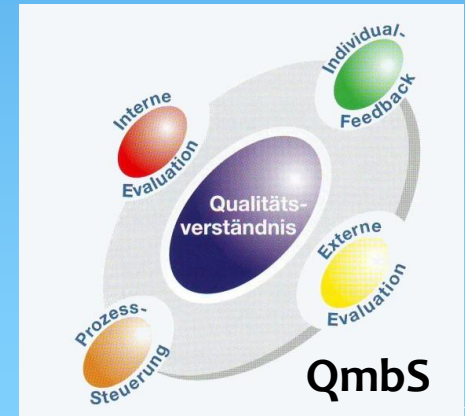 Individual-
Feedback
Interne
Evaluation
Qualitäts-
verständnis
Externe
Evaluation
Prozess-
Steuerung
QmbS